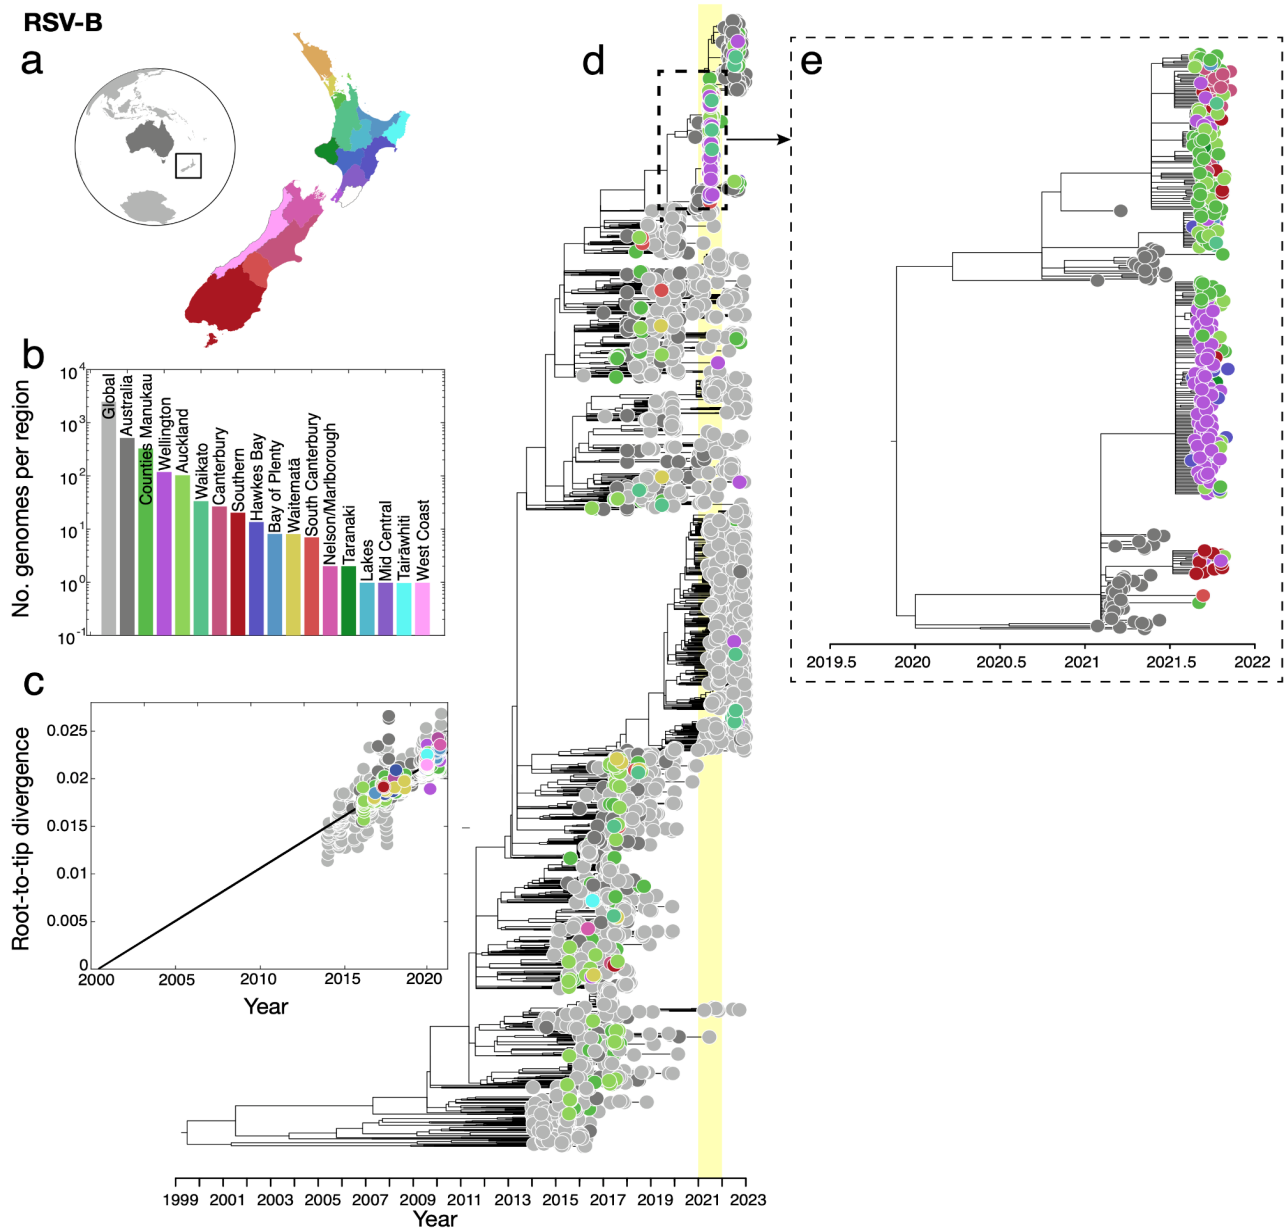 RSV-B
a
b
No. genomes per region
10^4
10^3
10^2
10^1
10^0
10^-1
Global
Australia
Counties Manukau
Wellington
Auckland
Waikato
Canterbury
Southern
Hawkes Bay
Bay of Plenty
Waitematā
South Canterbury
Nelson/Marlborough
Taranaki
Lakes
Mid Central
Tairāwhiti
West Coast
c
Root-to-tip divergence
0.025
0.02
0.015
0.01
0.005
0
2000 2005 2010 2015 2020
Year
d
1999 2001 2003 2005 2007 2009 2011 2013 2015 2017 2019 2021 2023
Year
e
2019.5 2020 2020.5 2021 2021.5 2022